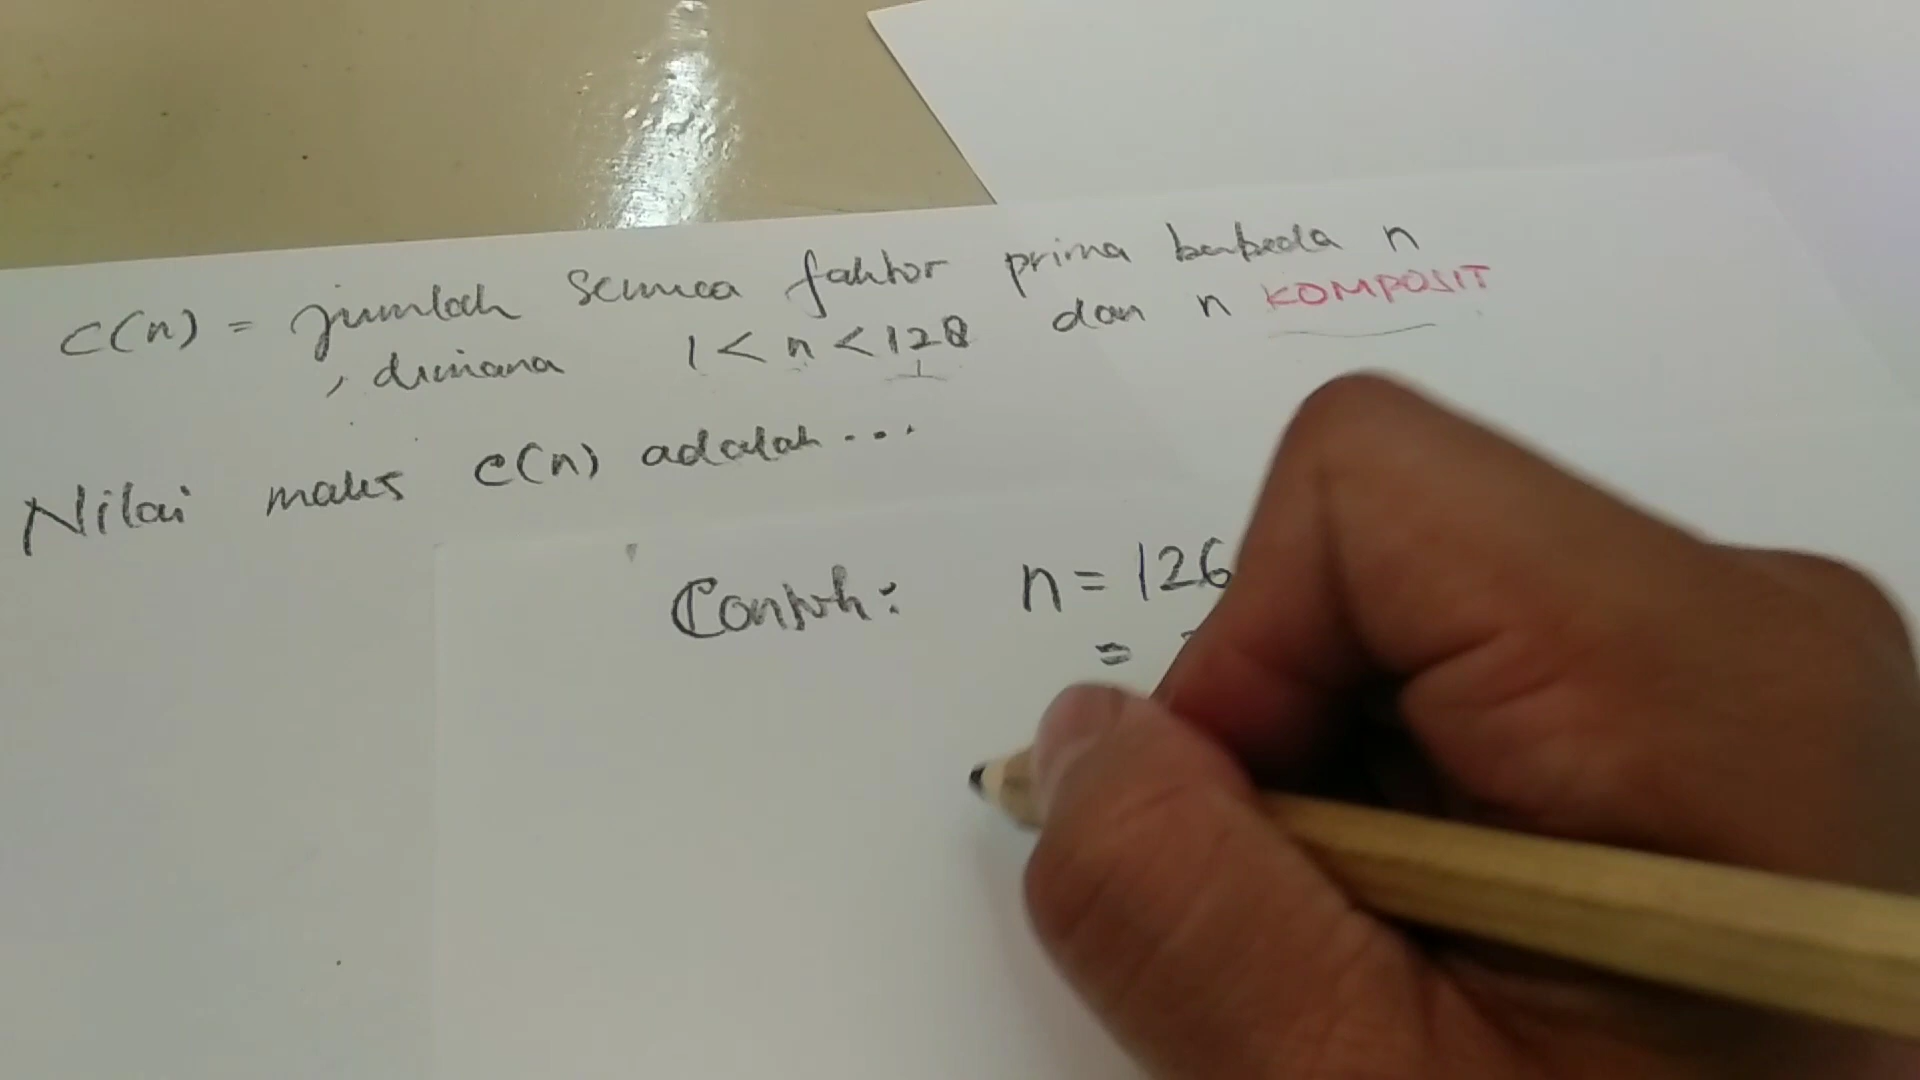 C(n) = jumlah semua faktor prima berbeda n
, dimana 1 < n < 128 dan n KOMPOSIT
Nilai maks C(n) adalah...
Contoh: n = 126
=